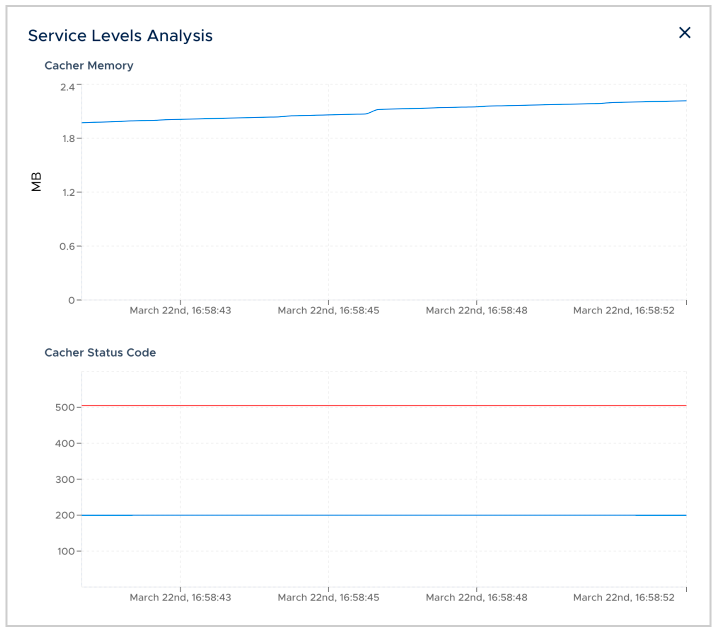 Service Levels Analysis
Cacher Memory
2.4
1.8
1.2
0.6
0
MB
March 22nd, 16:58:43 March 22nd, 16:58:45 March 22nd, 16:58:48 March 22nd, 16:58:52
Cacher Status Code
500
400
300
200
100
March 22nd, 16:58:43 March 22nd, 16:58:45 March 22nd, 16:58:48 March 22nd, 16:58:52